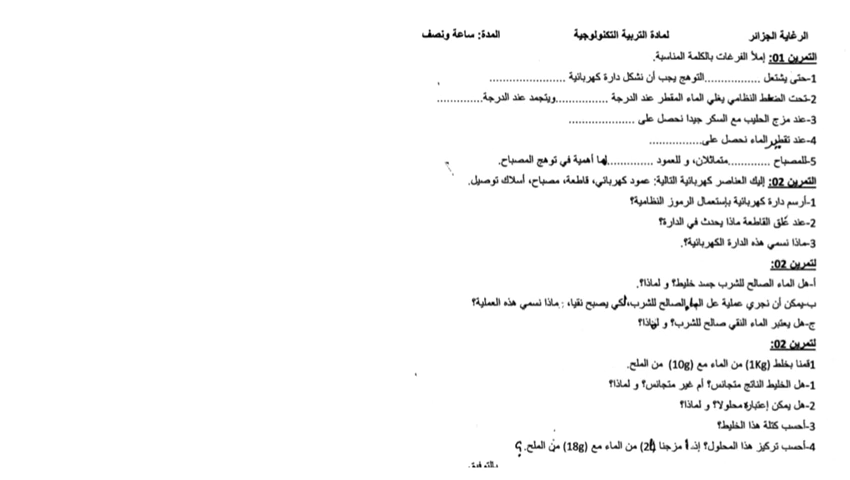 الرغاية الجزائر لمادة التربية التكنولوجية المدة: ساعة ونصف
التمرين 01: إملأ الفرغات بالكلمة المناسبة.
1-حتى يشتعل .................التوهج يجب أن نشكل دارة كهربائية .......................
2-تحت الضغط النظامي يغلي الماء المقطر عند الدرجة ................ويتجمد عند الدرجة..............
3-عند مزج الحليب مع السكر جيدا نحصل على ....................
4-عند تقطير الماء نحصل على................
5-للمصباح .............متماثلان، و للعمود ..............لها أهمية في توهج المصباح.
التمرين 02: إليك العناصر كهربائية التالية: عمود كهربائي، قاطعة، مصباح، أسلاك توصيل.
1-أرسم دارة كهربائية بإستعمال الرموز النظامية؟
2-عند غلق القاطعة ماذا يحدث في الدارة؟
3-ماذا نسمي هذه الدارة الكهربائية؟.
لتمرين 02:
أ-هل الماء الصالح للشرب جسد خليط؟ و لماذا؟.
ب-يمكن أن نجري عملية عل الماء الصالح للشرب، لكي يصبح نقيا، : ماذا نسمي هذه العملية؟
ج-هل يعتبر الماء النقي صالح للشرب؟ و لماذا؟
لتمرين 02:
1قمنا بخلط (1Kg) من الماء مع (10g) من الملح.
1-هل الخليط الناتج متجانس؟ أم غير متجانس؟ و لماذا؟
2-هل يمكن إعتباره محلولا؟ و لماذا؟
3-أحسب كتلة هذا الخليط؟
4-أحسب تركيز هذا المحلول؟ إذا مزجنا (2l) من الماء مع (18g) من الملح.؟
بالتوفيق